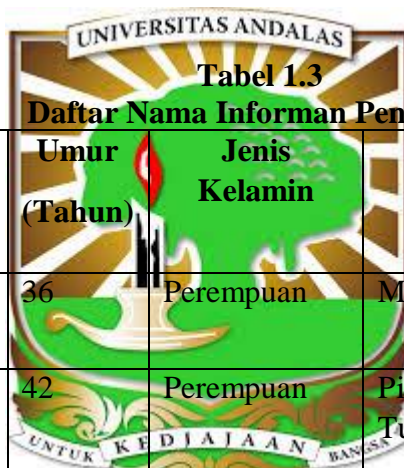 UNIVERSITAS ANDALAS
Tabel 1.3
Daftar Nama Informan Pen
Umur
(Tahun)
Jenis
Kelamin
36
Perempuan
M
42
Perempuan
Pi
Tu
UNTUK KEDJAJAAN BANGSA